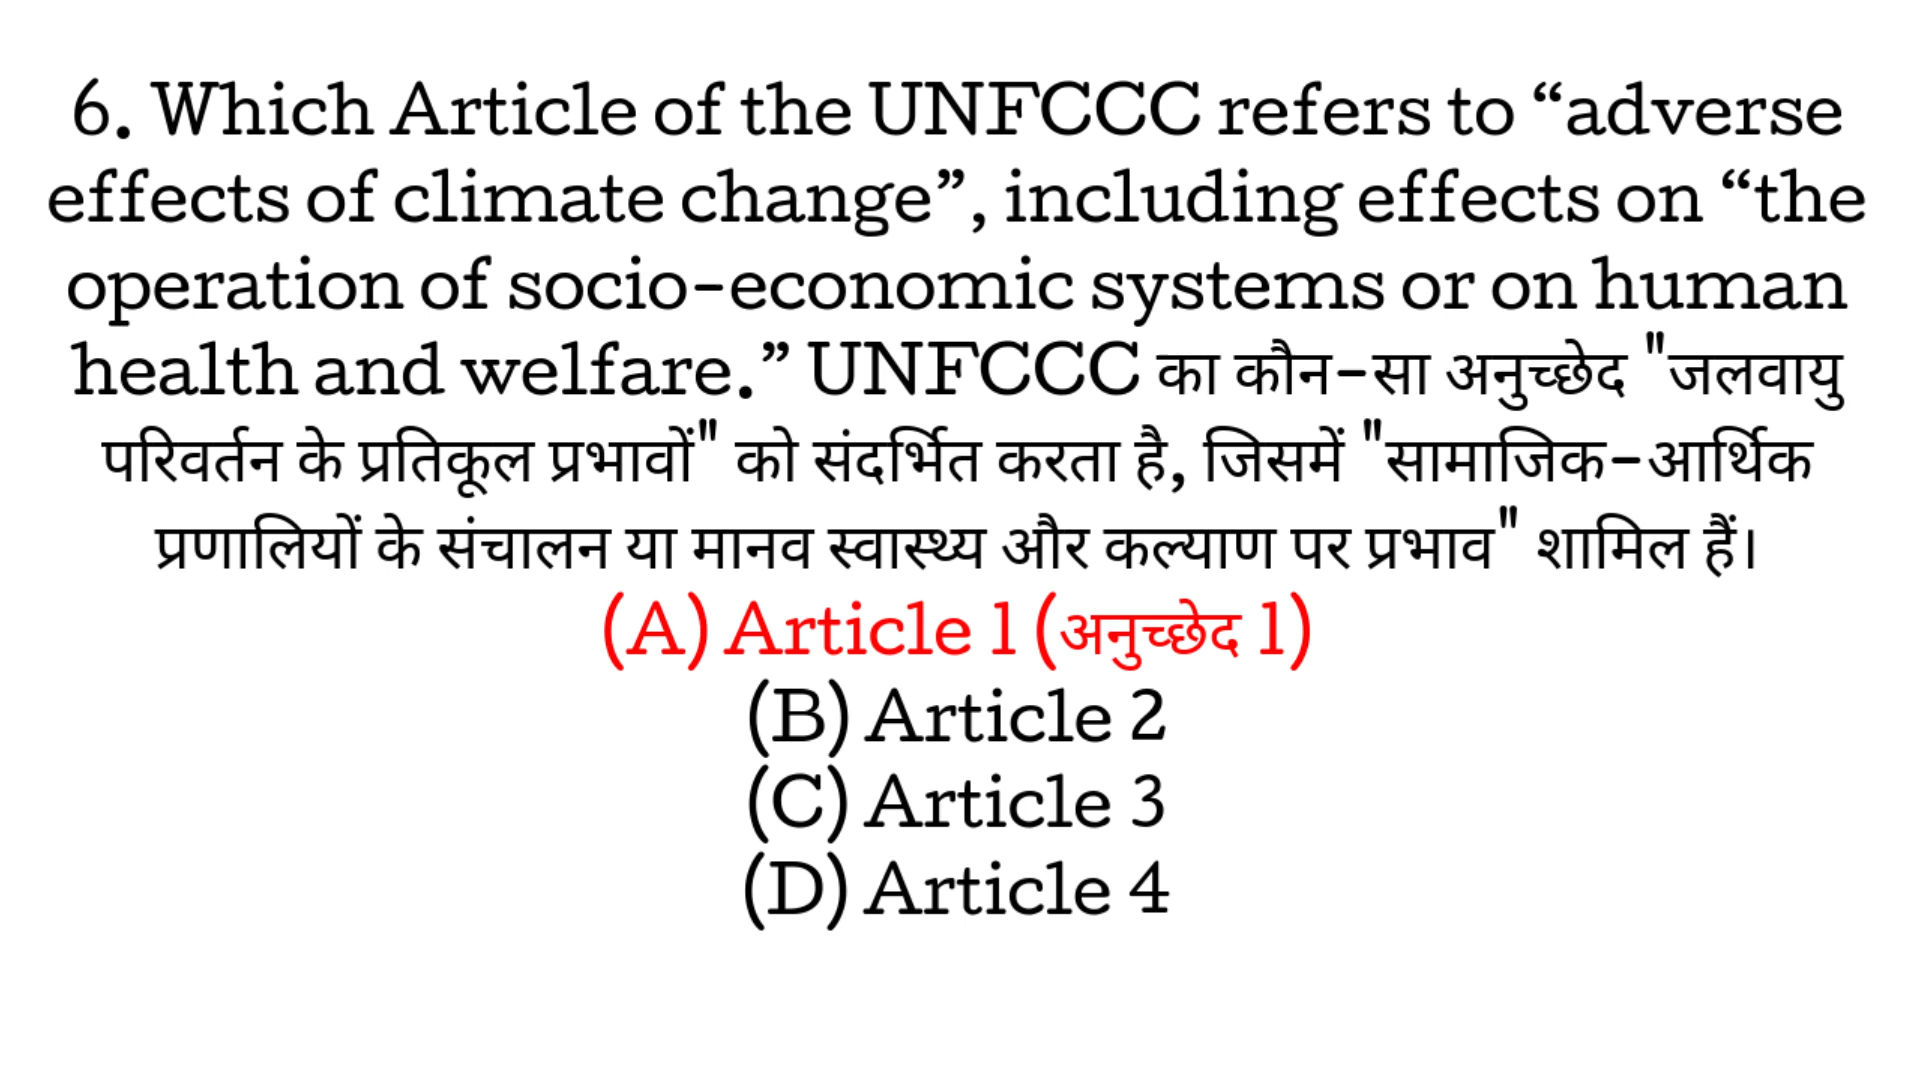 6. Which Article of the UNFCCC refers to “adverse
effects of climate change”, including effects on “the
operation of socio-economic systems or on human
health and welfare.” UNFCCC का कौन-सा अनुच्छेद "जलवायु
परिवर्तन के प्रतिकूल प्रभावों" को संदर्भित करता है, जिसमें "सामाजिक-आर्थिक
प्रणालियों के संचालन या मानव स्वास्थ्य और कल्याण पर प्रभाव" शामिल हैं।
(A) Article 1 (अनुच्छेद 1)
(B) Article 2
(C) Article 3
(D) Article 4